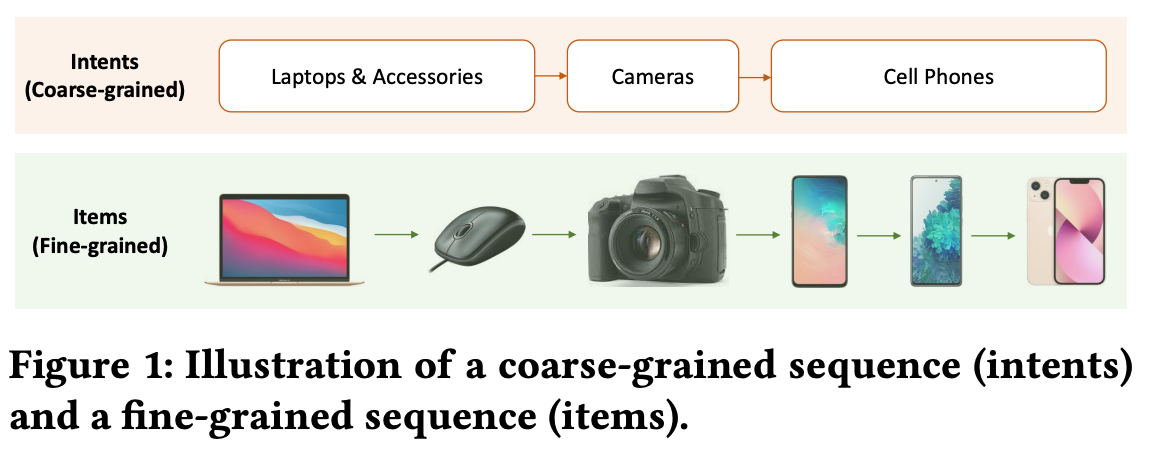 Intents
(Coarse-grained)
Laptops & Accessories
Cameras
Cell Phones
Items
(Fine-grained)
Figure 1: Illustration of a coarse-grained sequence (intents)
and a fine-grained sequence (items).